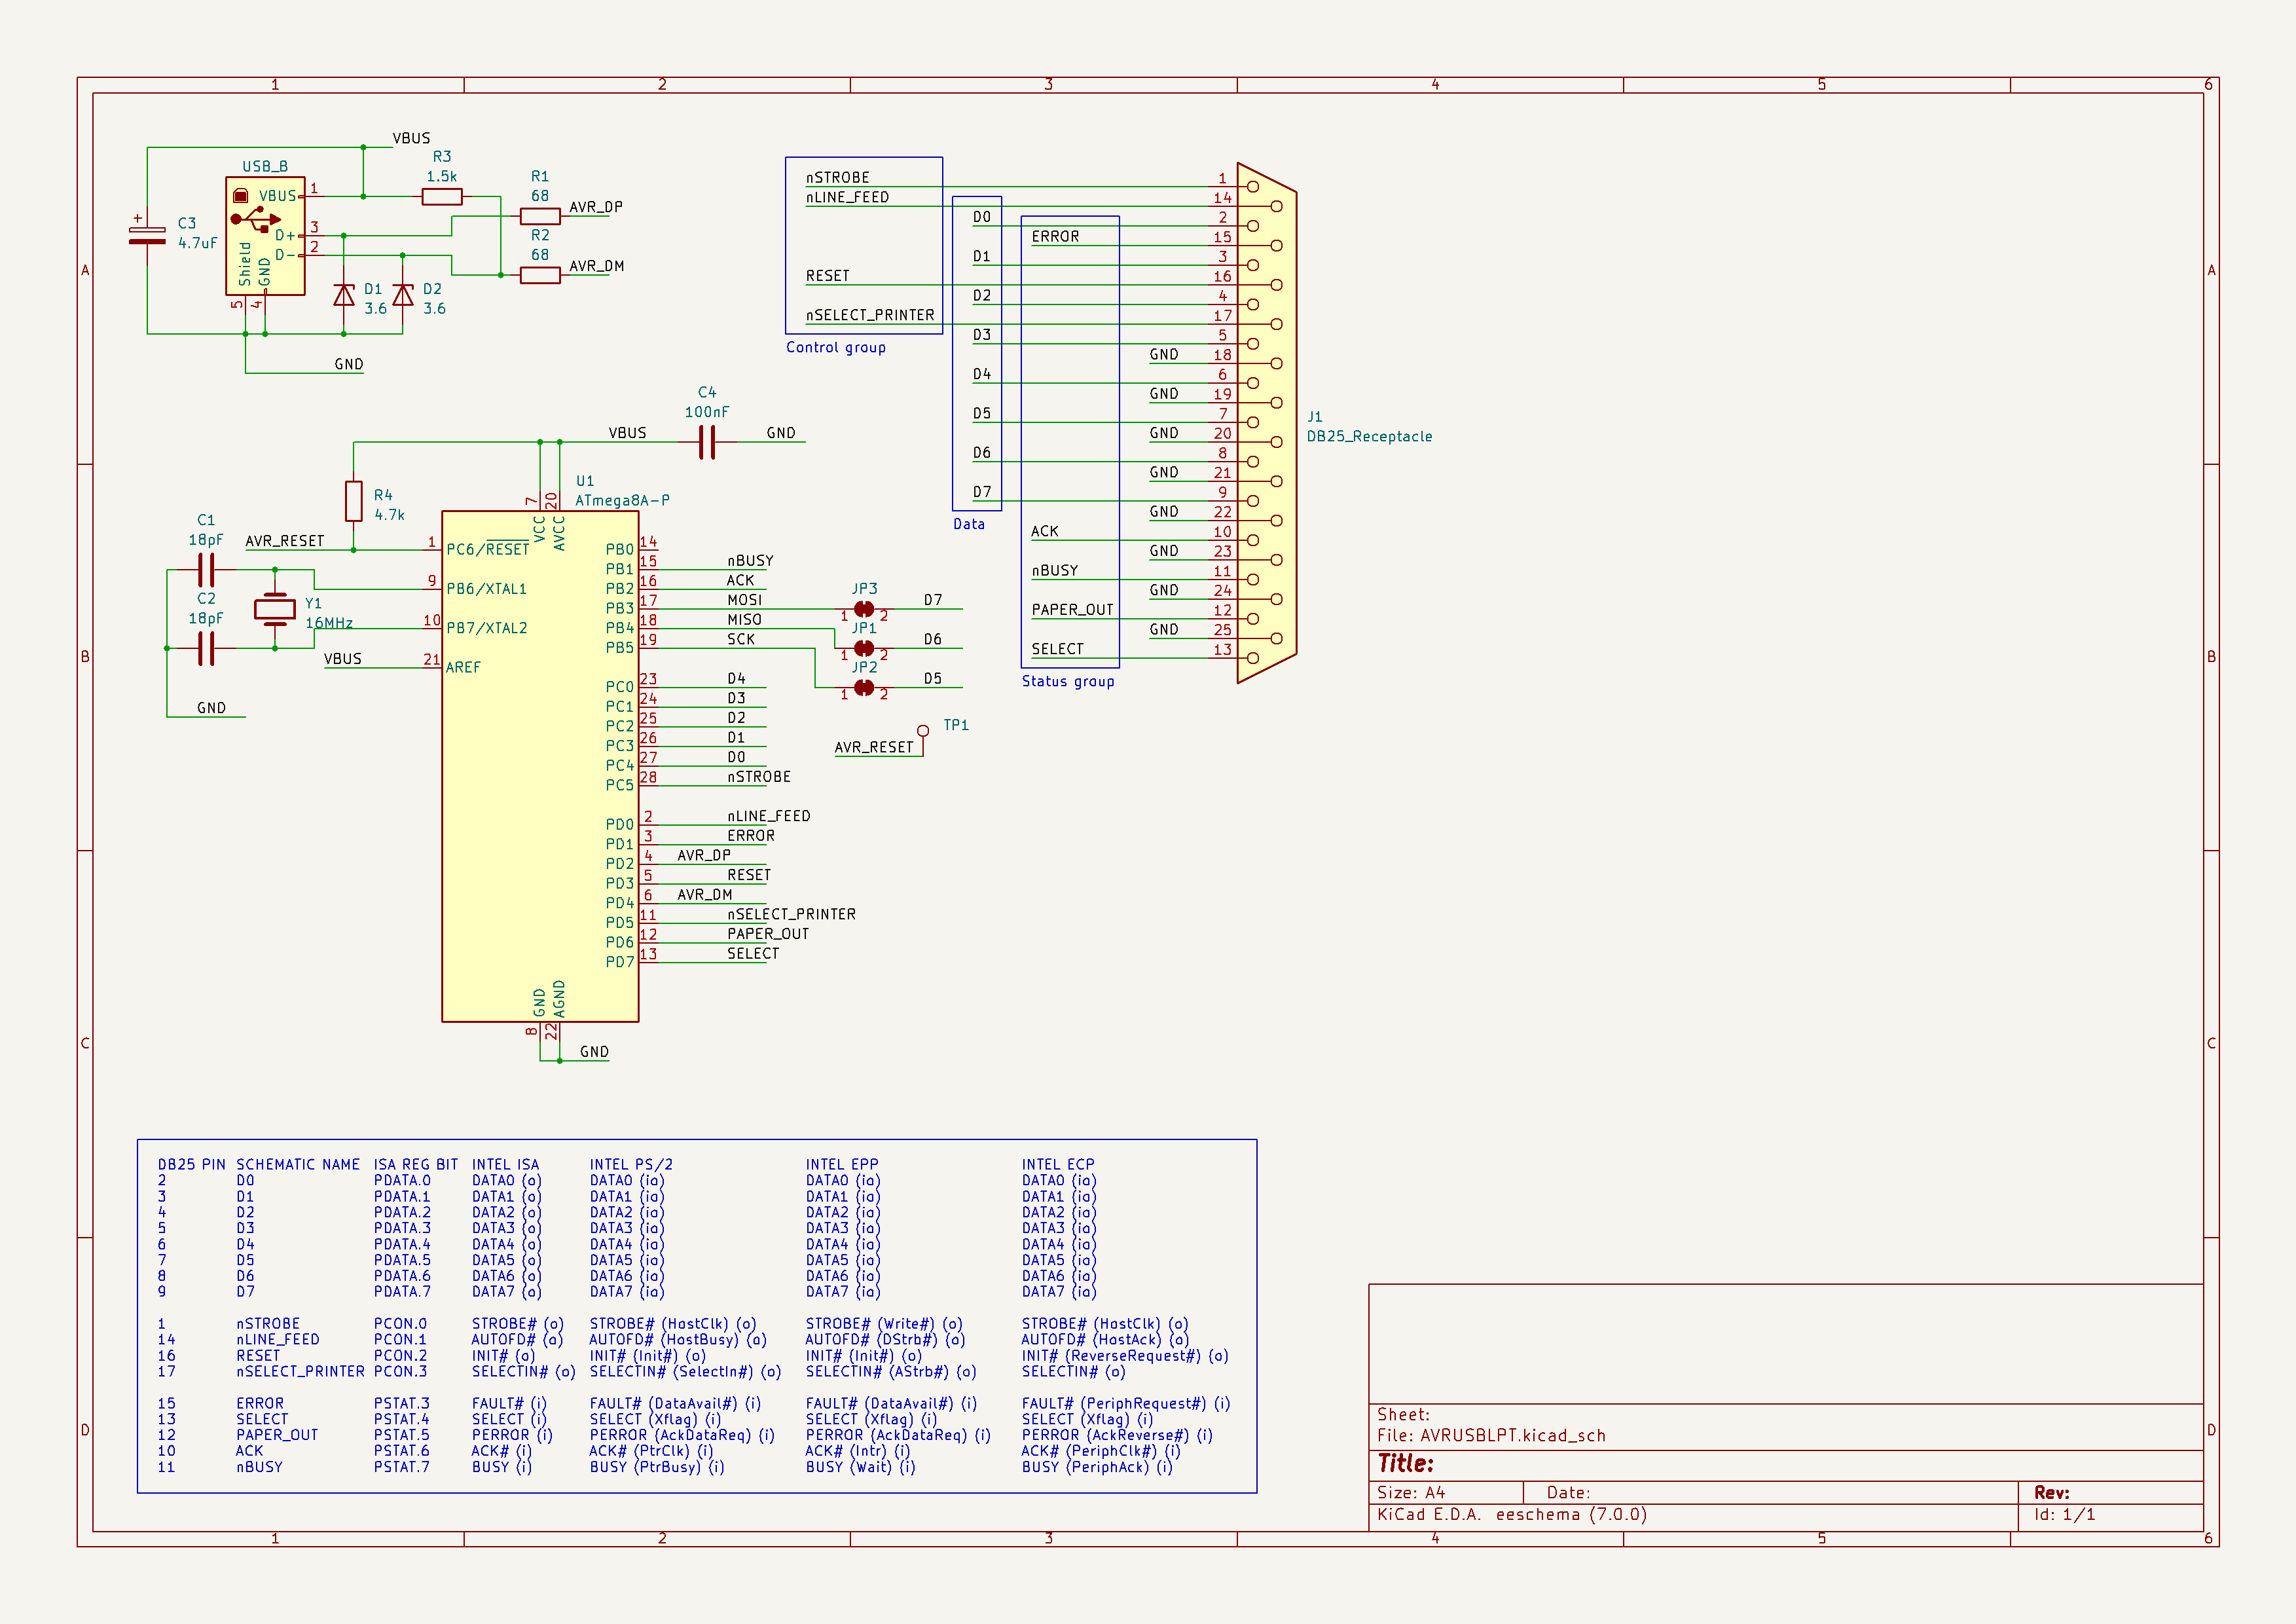 1 2 3 4 5 6
A A
B B
C C
D D
1 2 3 4 5 6
VBUS
USB_B
R3
1.5k
R1
68
AVR_DP
R2
68
AVR_DM
C3
4.7uF
+
VBUS 1
D+ 3
D- 2
Shield 5
GND 4
D1
3.6
D2
3.6
GND
nSTROBE
nLINE_FEED
RESET
nSELECT_PRINTER
Control group
D0
D1
D2
D3
D4
D5
D6
D7
Data
ERROR
ACK
nBUSY
PAPER_OUT
SELECT
Status group
GND
GND
GND
GND
GND
GND
GND
GND
1
14
2
15
3
16
4
17
5
18
6
19
7
20
8
21
9
22
10
23
11
24
12
25
13
J1
DB25_Receptacle
C4
100nF
VBUS
GND
R4
4.7k
U1
ATmega8A-P
C1
18pF
C2
18pF
Y1
16MHz
AVR_RESET
VBUS
GND
1 PC6/RESET
9 PB6/XTAL1
10 PB7/XTAL2
21 AREF
7 VCC
20 AVCC
PB0 14
PB1 15 nBUSY
PB2 16 ACK
PB3 17 MOSI
PB4 18 MISO
PB5 19 SCK
PC0 23 D4
PC1 24 D3
PC2 25 D2
PC3 26 D1
PC4 27 D0
PC5 28 nSTROBE
PD0 2 nLINE_FEED
PD1 3 ERROR
PD2 4 AVR_DP
PD3 5 RESET
PD4 6 AVR_DM
PD5 11 nSELECT_PRINTER
PD6 12 PAPER_OUT
PD7 13 SELECT
GND 8
AGND 22
GND
JP3
1 2 D7
JP1
1 2 D6
JP2
1 2 D5
TP1
AVR_RESET
DB25 PIN SCHEMATIC NAME ISA REG BIT INTEL ISA INTEL PS/2 INTEL EPP INTEL ECP
2 D0 PDATA.0 DATA0 (o) DATA0 (io) DATA0 (io) DATA0 (io)
3 D1 PDATA.1 DATA1 (o) DATA1 (io) DATA1 (io) DATA1 (io)
4 D2 PDATA.2 DATA2 (o) DATA2 (io) DATA2 (io) DATA2 (io)
5 D3 PDATA.3 DATA3 (o) DATA3 (io) DATA3 (io) DATA3 (io)
6 D4 PDATA.4 DATA4 (o) DATA4 (io) DATA4 (io) DATA4 (io)
7 D5 PDATA.5 DATA5 (o) DATA5 (io) DATA5 (io) DATA5 (io)
8 D6 PDATA.6 DATA6 (o) DATA6 (io) DATA6 (io) DATA6 (io)
9 D7 PDATA.7 DATA7 (o) DATA7 (io) DATA7 (io) DATA7 (io)
1 nSTROBE PCON.0 STROBE# (o) STROBE# (HostClk) (o) STROBE# (Write#) (o) STROBE# (HostClk) (o)
14 nLINE_FEED PCON.1 AUTOFD# (o) AUTOFD# (HostBusy) (o) AUTOFD# (DStrb#) (o) AUTOFD# (HostAck) (o)
16 RESET PCON.2 INIT# (o) INIT# (Init#) (o) INIT# (Init#) (o) INIT# (ReverseRequest#) (o)
17 nSELECT_PRINTER PCON.3 SELECTIN# (o) SELECTIN# (SelectIn#) (o) SELECTIN# (AStrb#) (o) SELECTIN# (o)
15 ERROR PSTAT.3 FAULT# (i) FAULT# (DataAvail#) (i) FAULT# (DataAvail#) (i) FAULT# (PeriphRequest#) (i)
13 SELECT PSTAT.4 SELECT (i) SELECT (Xflag) (i) SELECT (Xflag) (i) SELECT (Xflag) (i)
12 PAPER_OUT PSTAT.5 PERROR (i) PERROR (AckDataReq) (i) PERROR (AckDataReq) (i) PERROR (AckReverse#) (i)
10 ACK PSTAT.6 ACK# (i) ACK# (PtrClk) (i) ACK# (Intr) (i) ACK# (PeriphClk#) (i)
11 nBUSY PSTAT.7 BUSY (i) BUSY (PtrBusy) (i) BUSY (Wait) (i) BUSY (PeriphAck) (i)
Sheet:
File: AVRUSBLPT.kicad_sch
Title:
Size: A4 Date: Rev:
KiCad E.D.A. eeschema (7.0.0) Id: 1/1